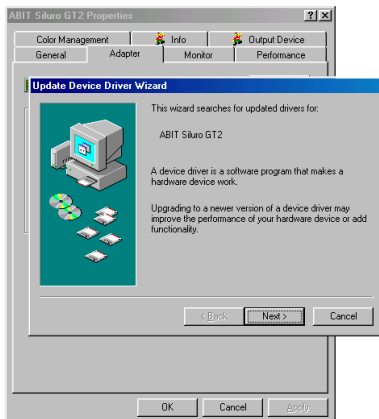 ABIT Siluro GT2 Properties
Color Management Info Output Device
General Adapter Monitor Performance
Update Device Driver Wizard
This wizard searches for updated drivers for:
ABIT Siluro GT2
A device driver is a software program that makes a
hardware device work.
Upgrading to a newer version of a device driver may
improve the performance of your hardware device or add
functionality.
< Back Next > Cancel
OK Cancel Apply